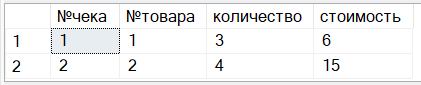 №чека №товара количество стоимость
1 1 1 3 6
2 2 2 4 15